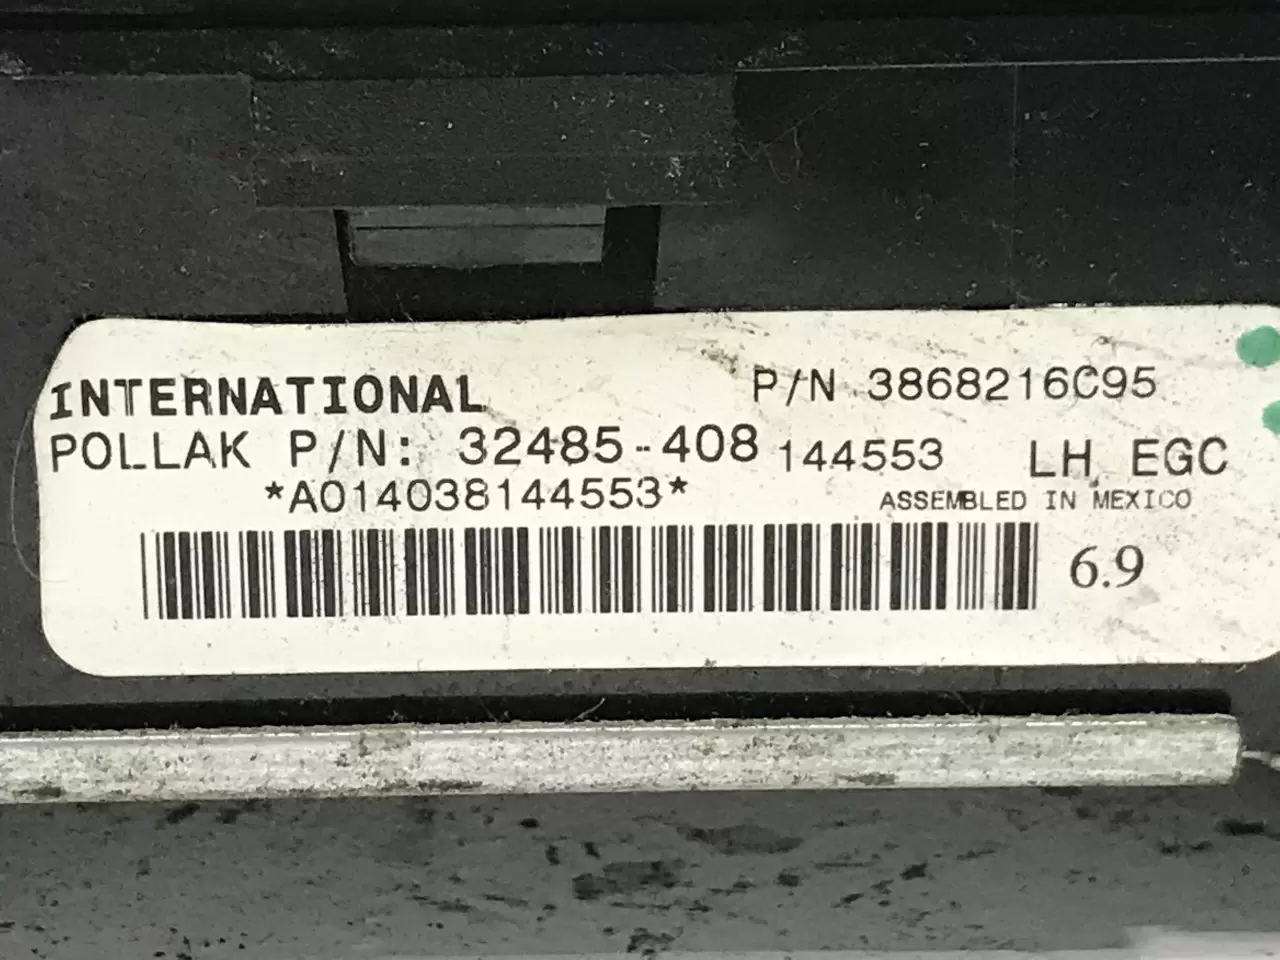 INTERNATIONAL P/N 3868216C95
POLLAK P/N: 32485-408 144553 LH EGC
*A014038144553* ASSEMBLED IN MEXICO
6.9